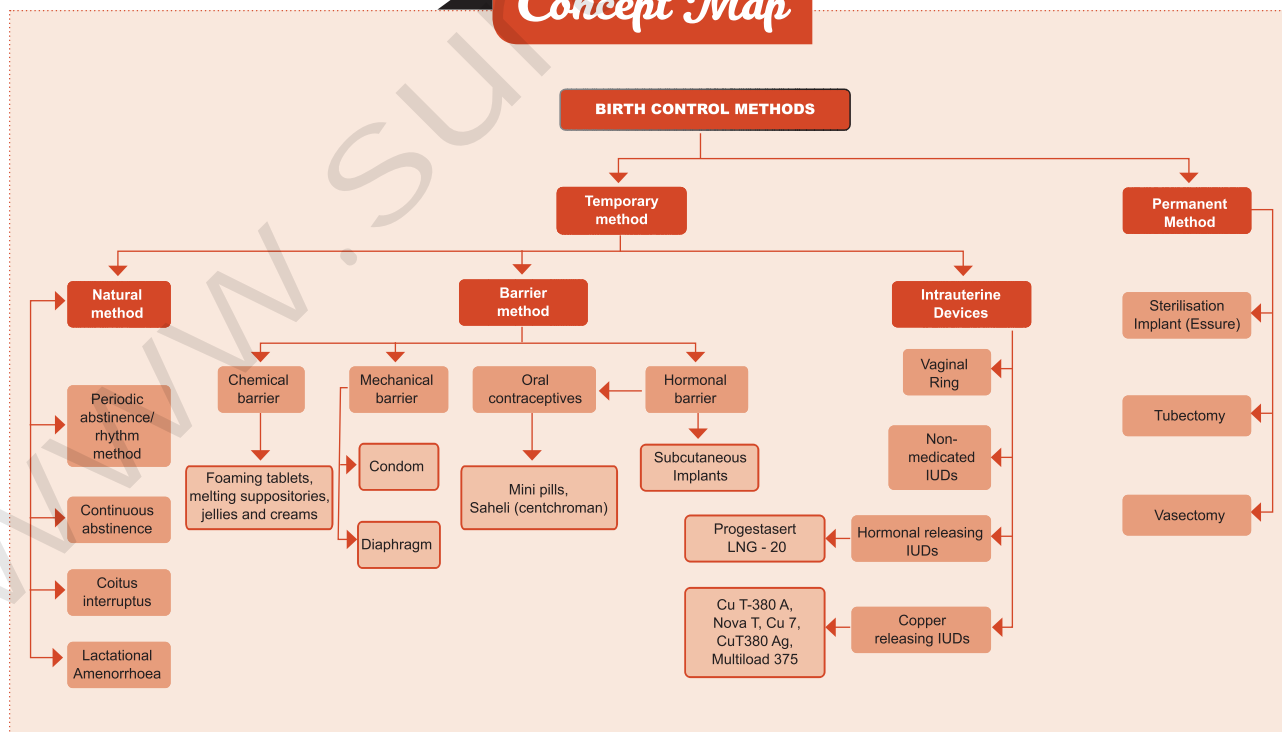 Concept Map
BIRTH CONTROL METHODS
Temporary
method
Permanent
Method
Natural
method
Barrier
method
Intrauterine
Devices
Periodic
abstinence/
rhythm
method
Continuous
abstinence
Coitus
interruptus
Lactational
Amenorrhoea
Chemical
barrier
Foaming tablets,
melting suppositories,
jellies and creams
Mechanical
barrier
Condom
Diaphragm
Oral
contraceptives
Mini pills,
Saheli (centchroman)
Hormonal
barrier
Subcutaneous
Implants
Vaginal
Ring
Non-
medicated
IUDs
Hormonal releasing
IUDs
Progestasert
LNG - 20
Copper
releasing IUDs
Cu T-380 A,
Nova T, Cu 7,
CuT380 Ag,
Multiload 375
Sterilisation
Implant (Essure)
Tubectomy
Vasectomy